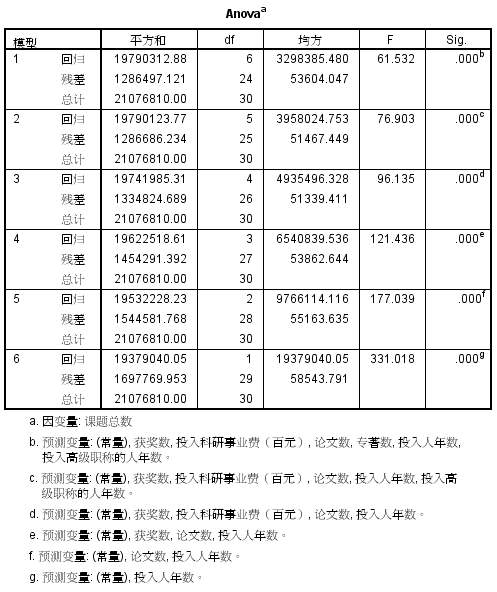 Anovaª
模型 平方和 df 均方 F Sig.
1 回归 19790312.88 6 3298385.480 61.532 .000b
残差 1286497.121 24 53604.047
总计 21076810.00 30
2 回归 19790123.77 5 3958024.753 76.903 .000c
残差 1286686.234 25 51467.449
总计 21076810.00 30
3 回归 19741985.31 4 4935496.328 96.135 .000d
残差 1334824.689 26 51339.411
总计 21076810.00 30
4 回归 19622518.61 3 6540839.536 121.436 .000e
残差 1454291.392 27 53862.644
总计 21076810.00 30
5 回归 19532228.23 2 9766114.116 177.039 .000f
残差 1544581.768 28 55163.635
总计 21076810.00 30
6 回归 19379040.05 1 19379040.05 331.018 .000g
残差 1697769.953 29 58543.791
总计 21076810.00 30
a. 因变量: 课题总数
b. 预测变量: (常量), 获奖数, 投入科研事业费（百元）, 论文数, 专著数, 投入人年数,
投入高级职称的人年数。
c. 预测变量: (常量), 获奖数, 投入科研事业费（百元）, 论文数, 投入人年数, 投入高
级职称的人年数。
d. 预测变量: (常量), 获奖数, 投入科研事业费（百元）, 论文数, 投入人年数。
e. 预测变量: (常量), 获奖数, 论文数, 投入人年数。
f. 预测变量: (常量), 论文数, 投入人年数。
g. 预测变量: (常量), 投入人年数。